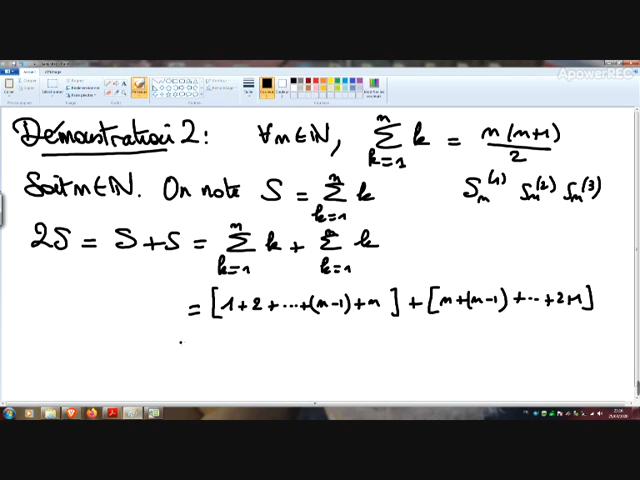 ApowerREC
Démonstration 2 : ∀n∈ℕ, ∑_{k=1}^{n} k = n(n+1)/2
Soit n∈ℕ. On note S = ∑_{k=1}^{n} k   S_n^{(1)} S_n^{(2)} S_n^{(3)}
2S = S+S = ∑_{k=1}^{n} k + ∑_{k=1}^{n} k
= [1+2+...+(n-1)+n] + [n+(n-1)+...+2+1]